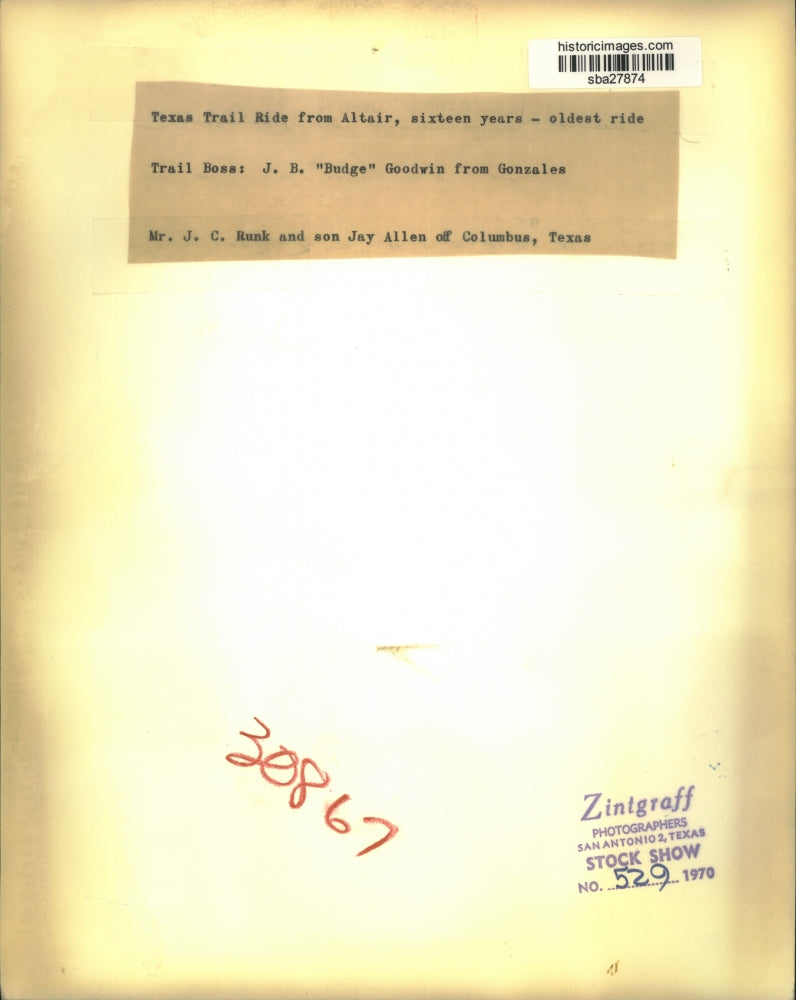 historicimages.com
sba27874
Texas Trail Ride from Altair, sixteen years - oldest ride
Trail Boss: J. B. "Budge" Goodwin from Gonzales
Mr. J. C. Runk and son Jay Allen off Columbus, Texas
30867
Zintgraff
PHOTOGRAPHERS
SAN ANTONIO 2, TEXAS
STOCK SHOW
NO. 529 1970